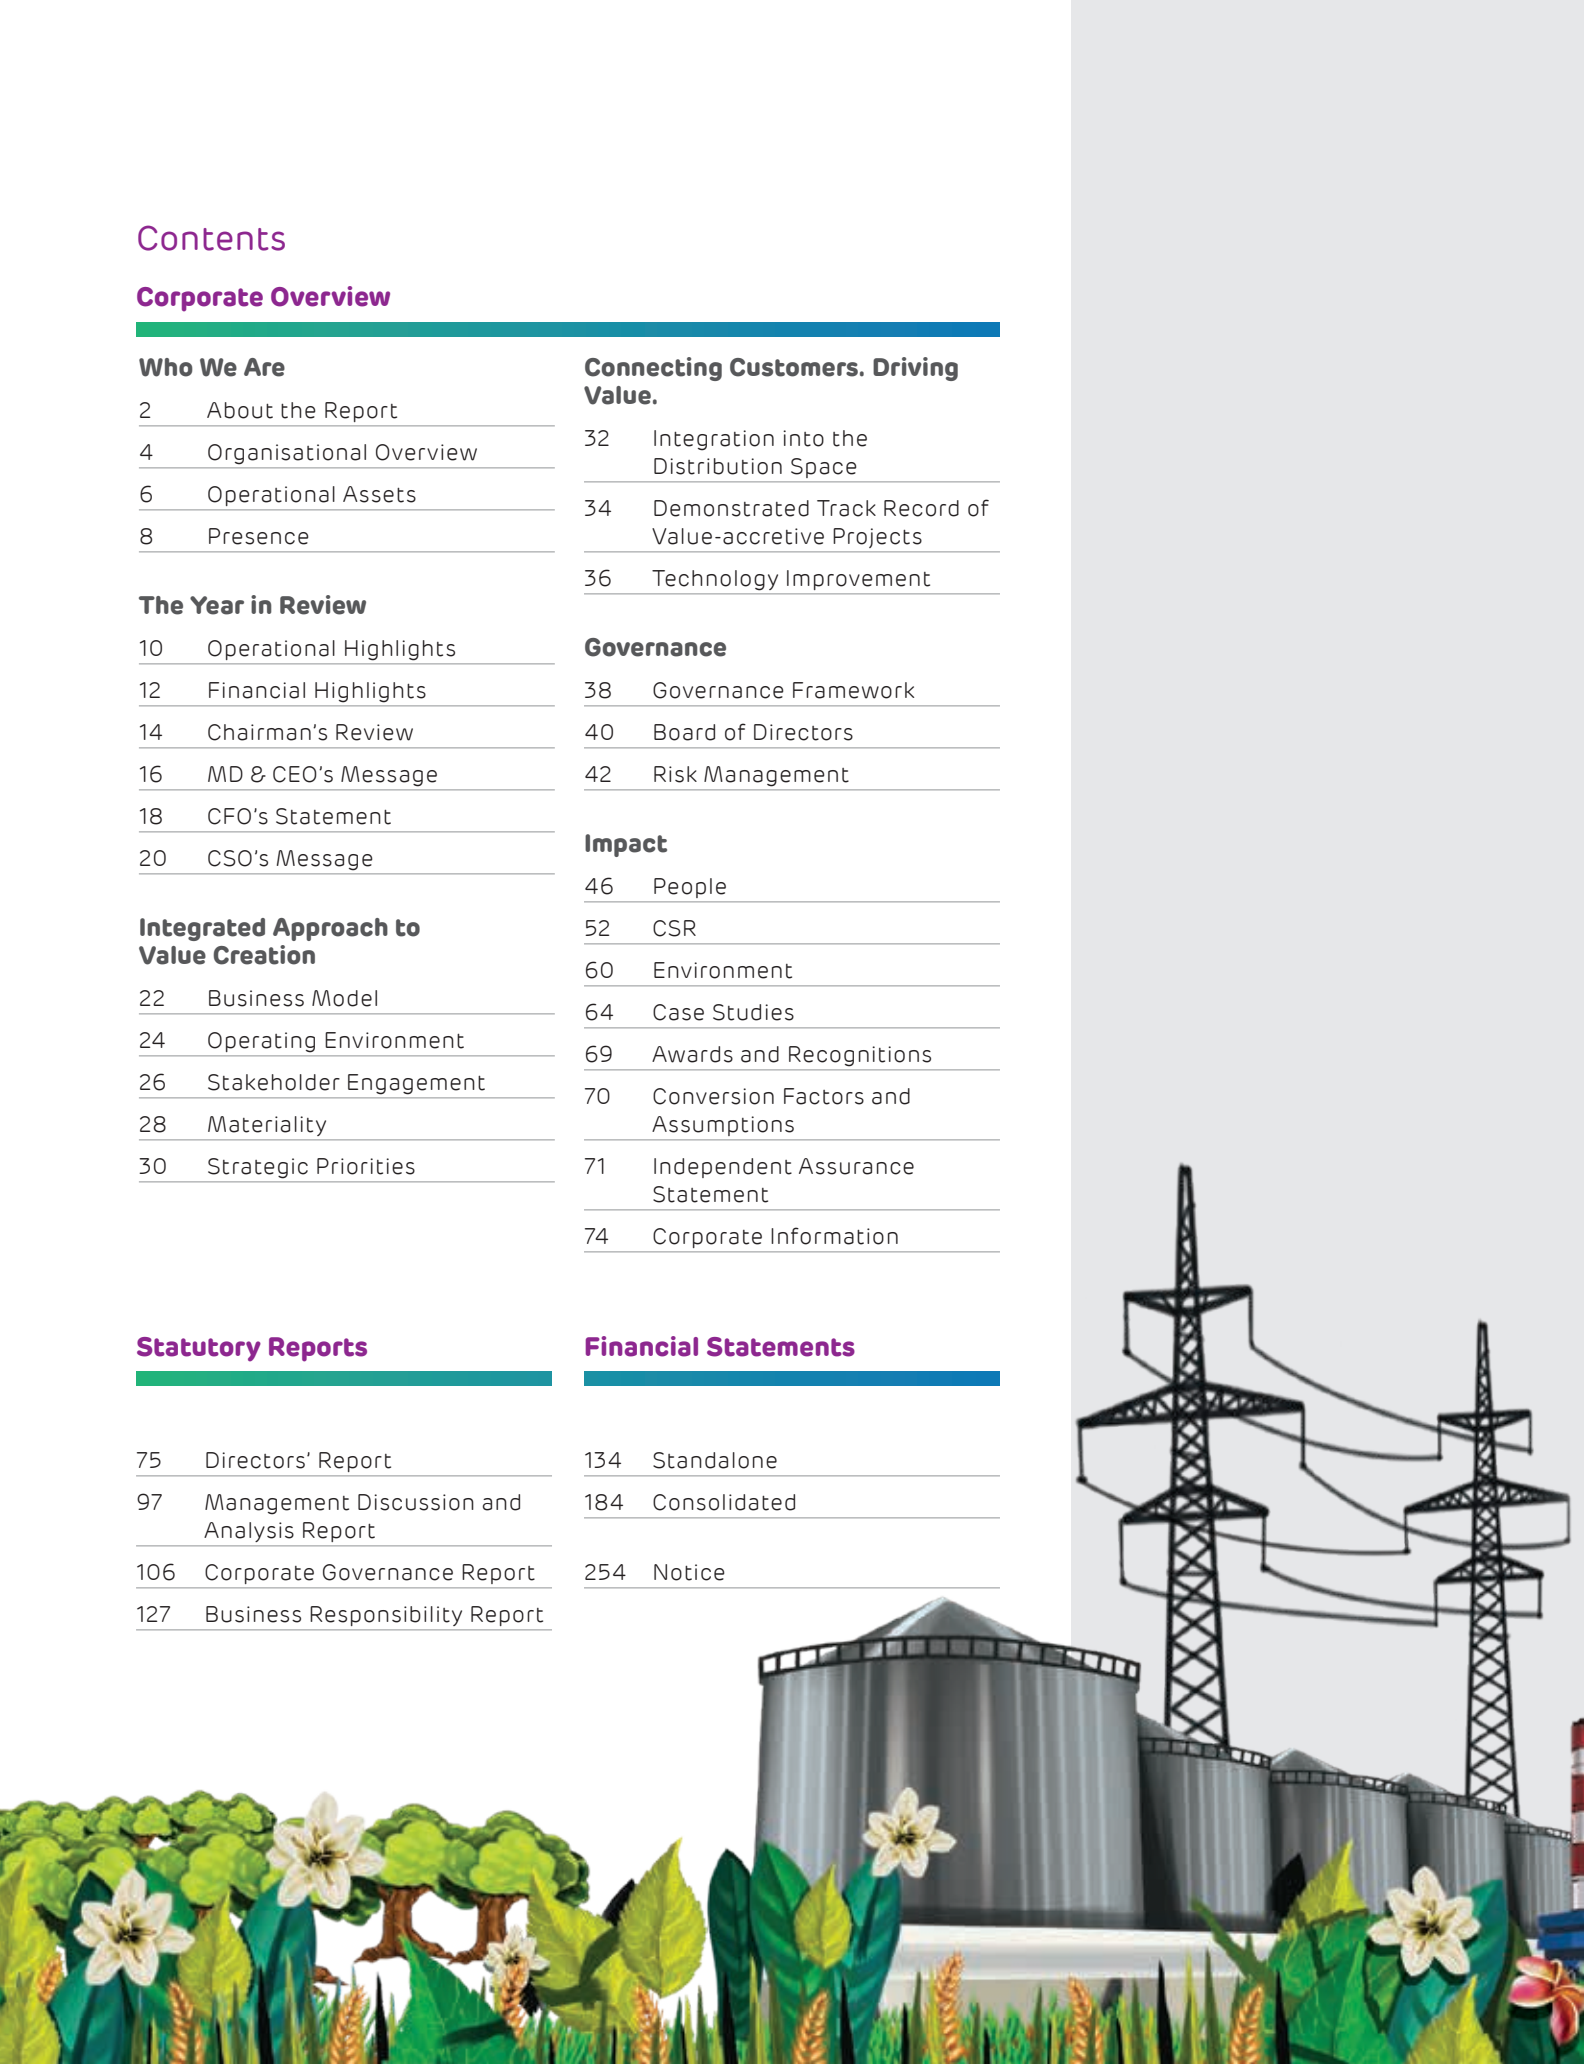 Contents
Corporate Overview
Who We Are
2 About the Report
4 Organisational Overview
6 Operational Assets
8 Presence
The Year in Review
10 Operational Highlights
12 Financial Highlights
14 Chairman’s Review
16 MD & CEO’s Message
18 CFO’s Statement
20 CSO’s Message
Integrated Approach to
Value Creation
22 Business Model
24 Operating Environment
26 Stakeholder Engagement
28 Materiality
30 Strategic Priorities
Connecting Customers. Driving
Value.
32 Integration into the
Distribution Space
34 Demonstrated Track Record of
Value-accretive Projects
36 Technology Improvement
Governance
38 Governance Framework
40 Board of Directors
42 Risk Management
Impact
46 People
52 CSR
60 Environment
64 Case Studies
69 Awards and Recognitions
70 Conversion Factors and
Assumptions
71 Independent Assurance
Statement
74 Corporate Information
Statutory Reports
75 Directors’ Report
97 Management Discussion and
Analysis Report
106 Corporate Governance Report
127 Business Responsibility Report
Financial Statements
134 Standalone
184 Consolidated
254 Notice